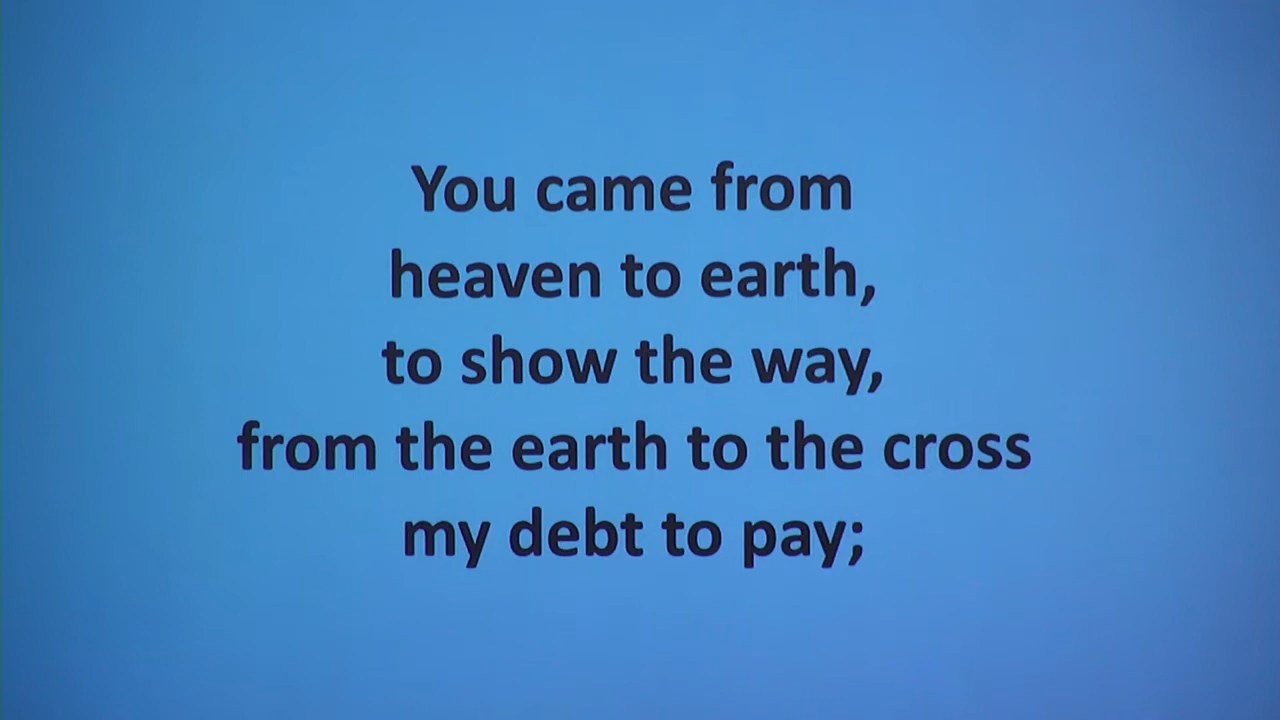 You came from
heaven to earth,
to show the way,
from the earth to the cross
my debt to pay;